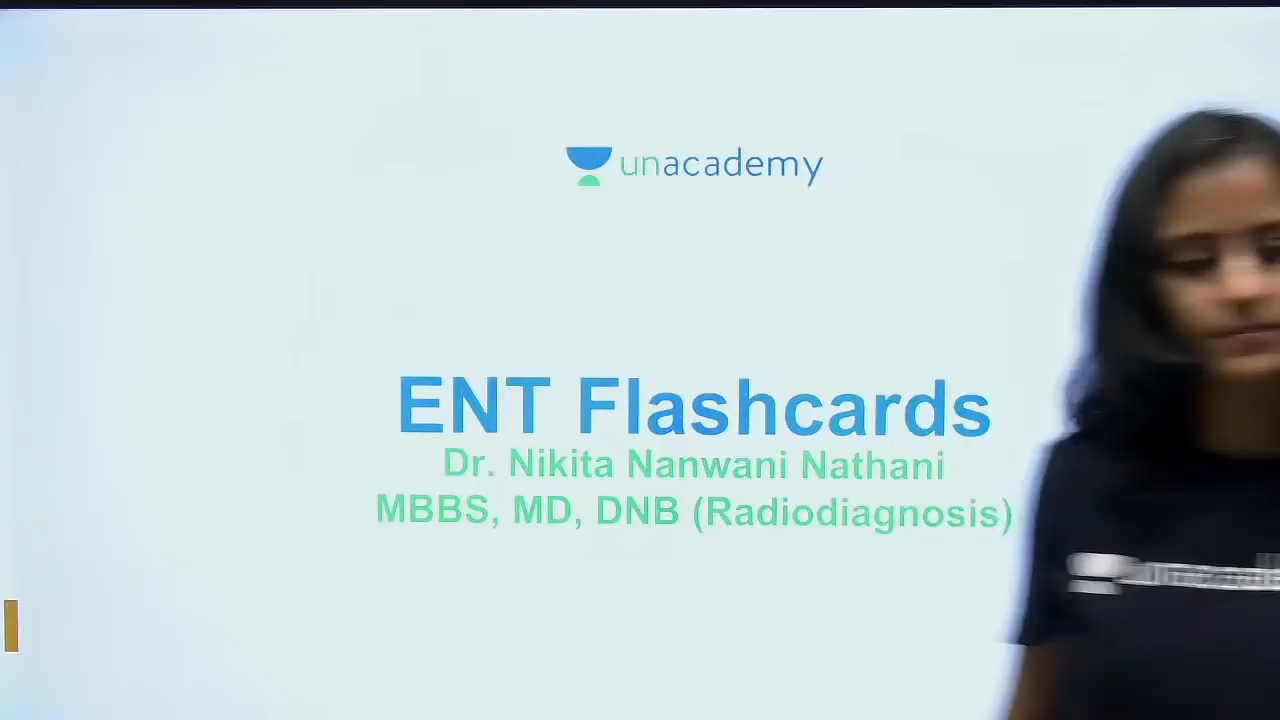 unacademy
ENT Flashcards
Dr. Nikita Nanwani Nathani
MBBS, MD, DNB (Radiodiagnosis)